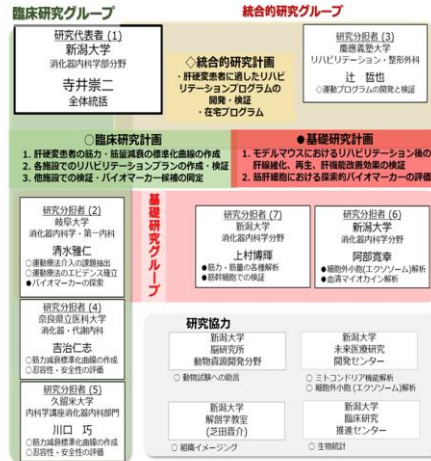 臨床研究グループ
統合的研究グループ
研究代表者 (1)
新潟大学
消化器内科学部分野
寺井崇二
全体統括
◇統合的研究計画
・肝硬変患者に適したリハビ
リテーションプログラムの
開発・検証
・在宅プログラム
研究分担者 (3)
慶應義塾大学
リハビリテーション・整形外科
辻 哲也
◇運動プログラムの開発と検証
○臨床研究計画
1. 肝硬変患者の筋力・筋量減衰の標準化曲線の作成
2. 各施設でのリハビリテーションプランの作成・検証
3. 他施設での検証・バイオマーカー候補の同定
●基礎研究計画
1. モデルマウスにおけるリハビリテーション後の
肝線維化、再生、肝機能改善効果の検証
2. 筋肝細胞における探索的バイオマーカーの評価
研究分担者 (2)
岐阜大学
消化器内科学・第一内科
清水雅仁
○運動療法介入の課題抽出
○運動療法のエビデンス確立
●バイオマーカーの探索
研究分担者 (4)
奈良県立医科大学
消化器・代謝内科
吉治仁志
○筋力減衰標準化曲線の作成
○忍容性・安全性の評価
研究分担者 (5)
久留米大学
内科学講座消化器内科部門
川口 巧
○筋力減衰標準化曲線の作成
○忍容性・安全性の評価
基礎研究グループ
研究分担者 (7)
新潟大学
消化器内科学分野
上村博輝
●筋力・筋量の各種解析
●筋幹細胞での検証
研究分担者 (6)
新潟大学
消化器内科学分野
阿部寛幸
●細胞外小胞(エクソソーム)解析
●血清マイオカイン解析
研究協力
新潟大学
脳研究所
動物資源開発分野
○ 動物試験への助言
新潟大学
未来医療研究
開発センター
○ ミトコンドリア機能解析
○ 細胞外小胞 (エクソソーム)解析
新潟大学
解剖学教室
(芝田晋介)
○ 組織イメージング
新潟大学
臨床研究
推進センター
○ 生物統計